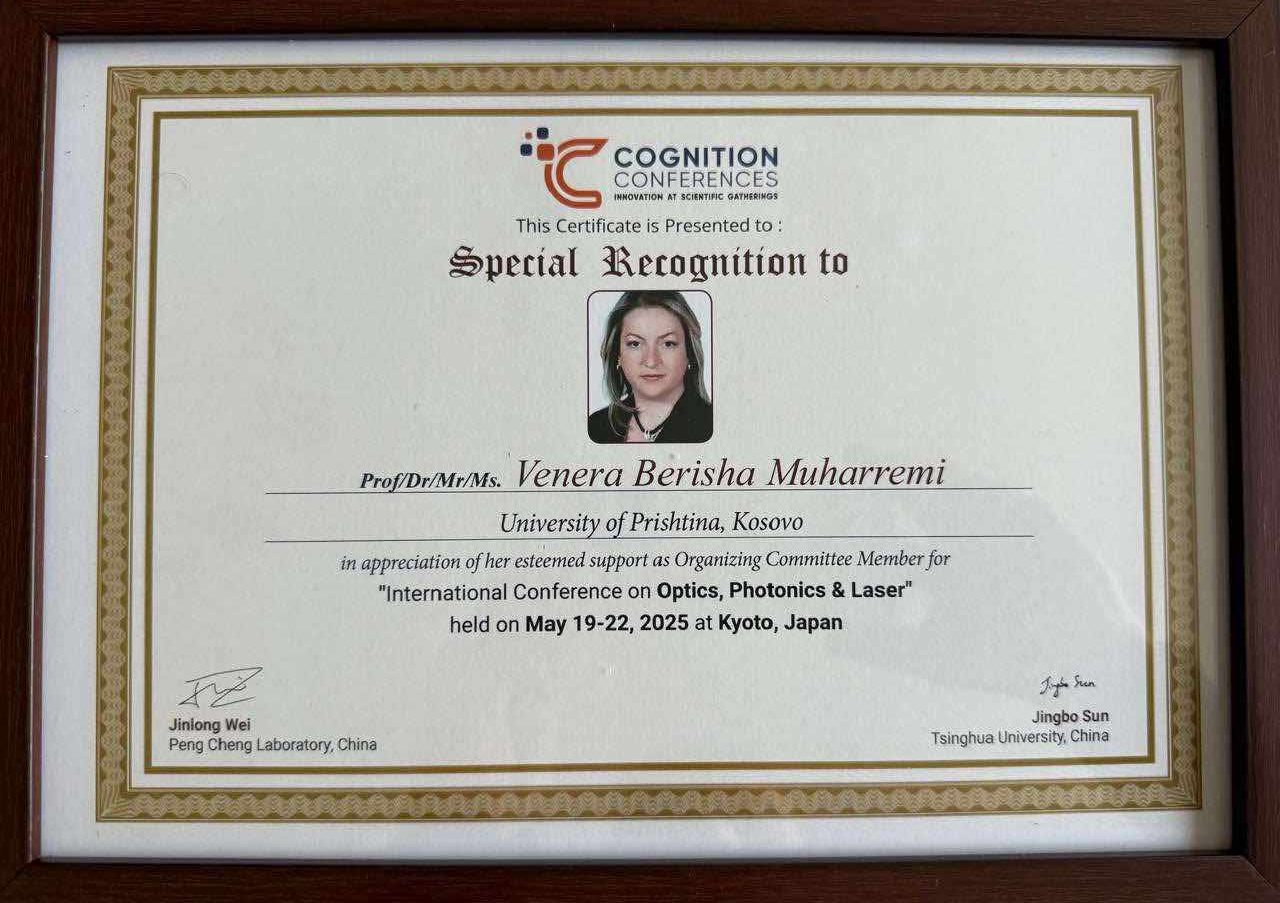 COGNITION
CONFERENCES
INNOVATION AT SCIENTIFIC GATHERINGS
This Certificate is Presented to :
Special Recognition to
Prof/Dr/Mr/Ms. Venera Berisha Muharremi
University of Prishtina, Kosovo
in appreciation of her esteemed support as Organizing Committee Member for
"International Conference on Optics, Photonics & Laser"
held on May 19-22, 2025 at Kyoto, Japan
Jinlong Wei
Peng Cheng Laboratory, China
Jingbo Sun
Jingbo Sun
Tsinghua University, China